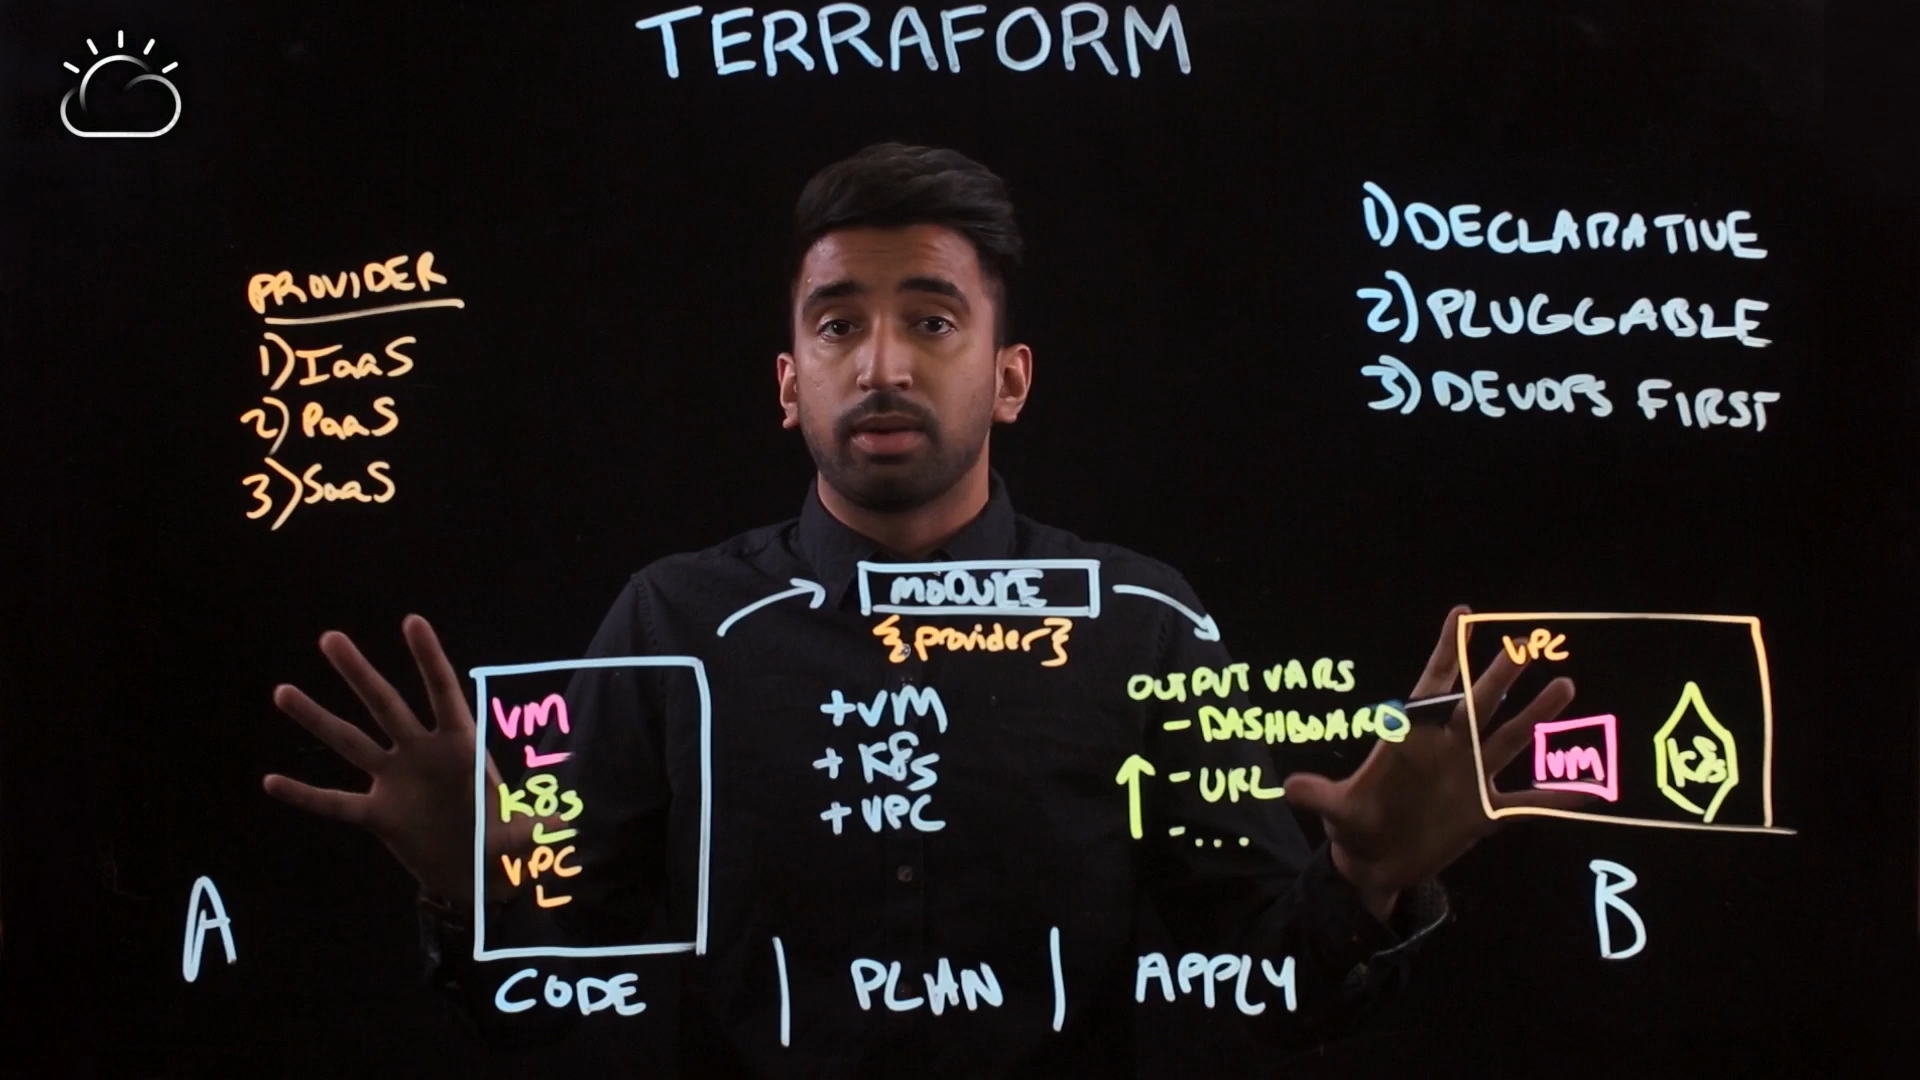 TERRAFORM
PROVIDER
1) IaaS
2) PaaS
3) SaaS
1) DECLARATIVE
2) PLUGGABLE
3) DEVOPS FIRST
MODULE
{provider}
VM
K8s
VPC
+VM
+ K8s
+ VPC
OUTPUT VARS
- DASHBOARD
- URL
- ...
VPC
VM
K8s
A
B
CODE | PLAN | APPLY